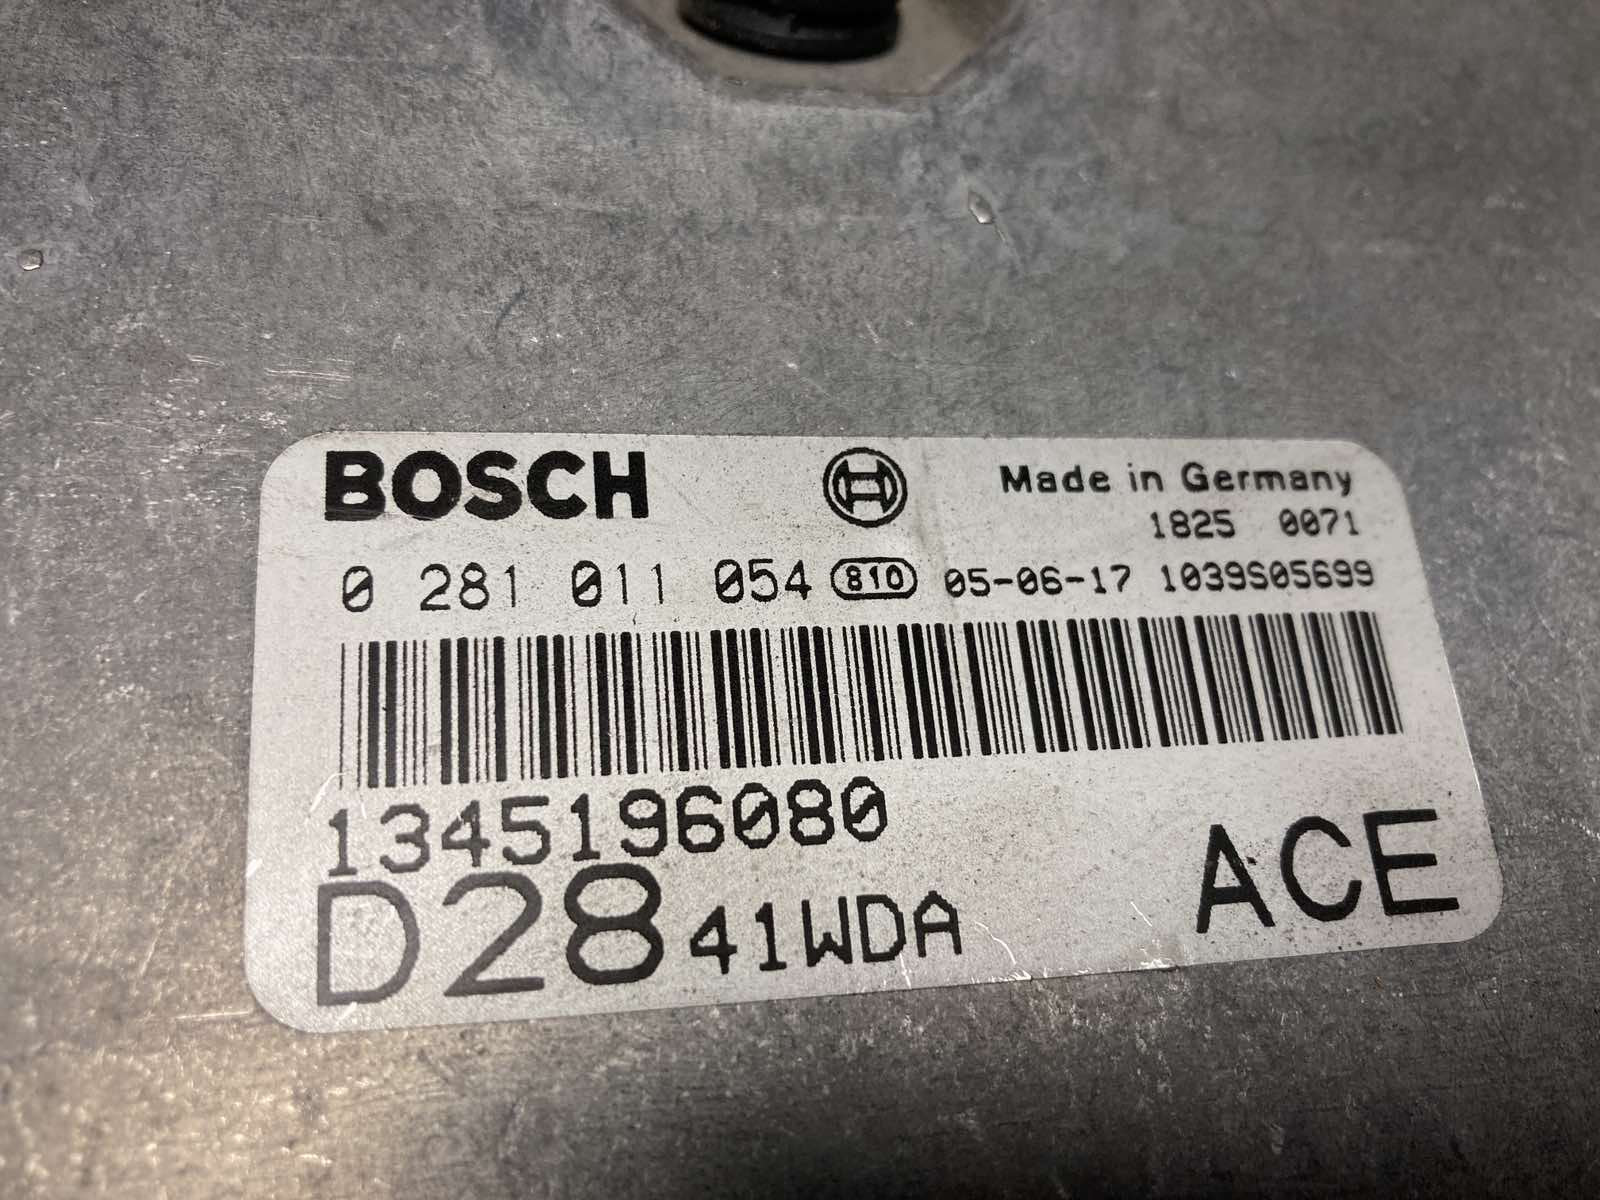 BOSCH Made in Germany
1825 0071
0 281 011 054 810 05-06-17 1039S05699
1345196080
D28 41WDA ACE